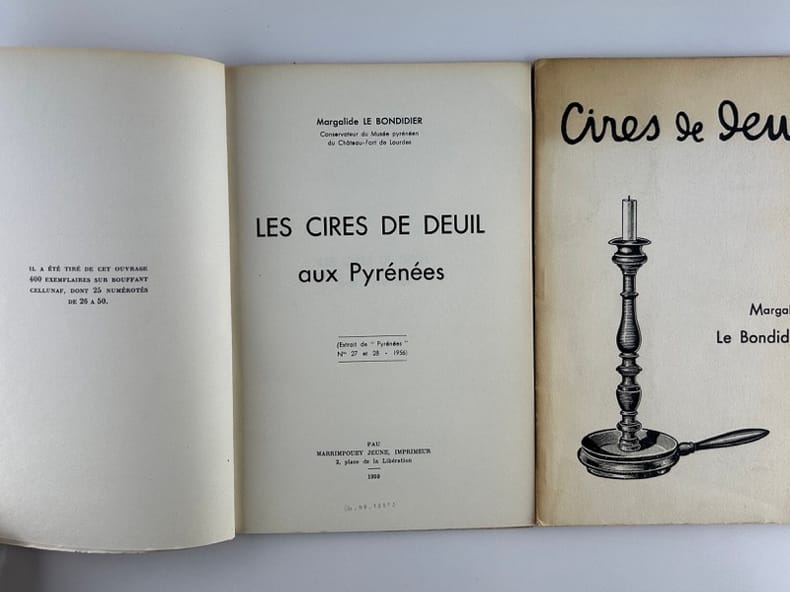 IL A ÉTÉ TIRÉ DE CET OUVRAGE
400 EXEMPLAIRES SUR BOUFFANT
CELLUNAF, DONT 25 NUMÉROTÉS
DE 26 A 50.
Margalide LE BONDIDIER
Conservateur du Musée pyrénéen
du Château-fort de Lourdes
LES CIRES DE DEUIL
aux Pyrénées
(Extrait de " Pyrénées "
Nos 27 et 28 - 1956)
PAU
MARRIMPOUEY JEUNE, IMPRIMEUR
2, place de la Libération
Cires de deu
Margal
Le Bondid